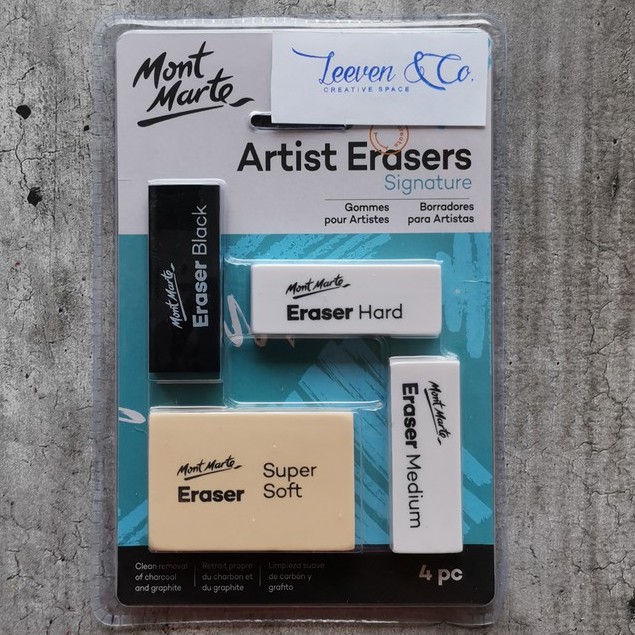 Mont
Marte
Leeven & Co.
CREATIVE SPACE
Artist Erasers
Signature
Gommes
pour Artistes
Borradores
para Artistas
Mont Marte
Eraser Black
Mont Marte
Eraser Hard
Mont Marte
Eraser Medium
Mont Marte
Eraser
Super
Soft
Clean removal
of charcoal
and graphite
Retrait propre
du charbon et
du graphite
Limpieza suave
de carbón y
grafito
4 pc